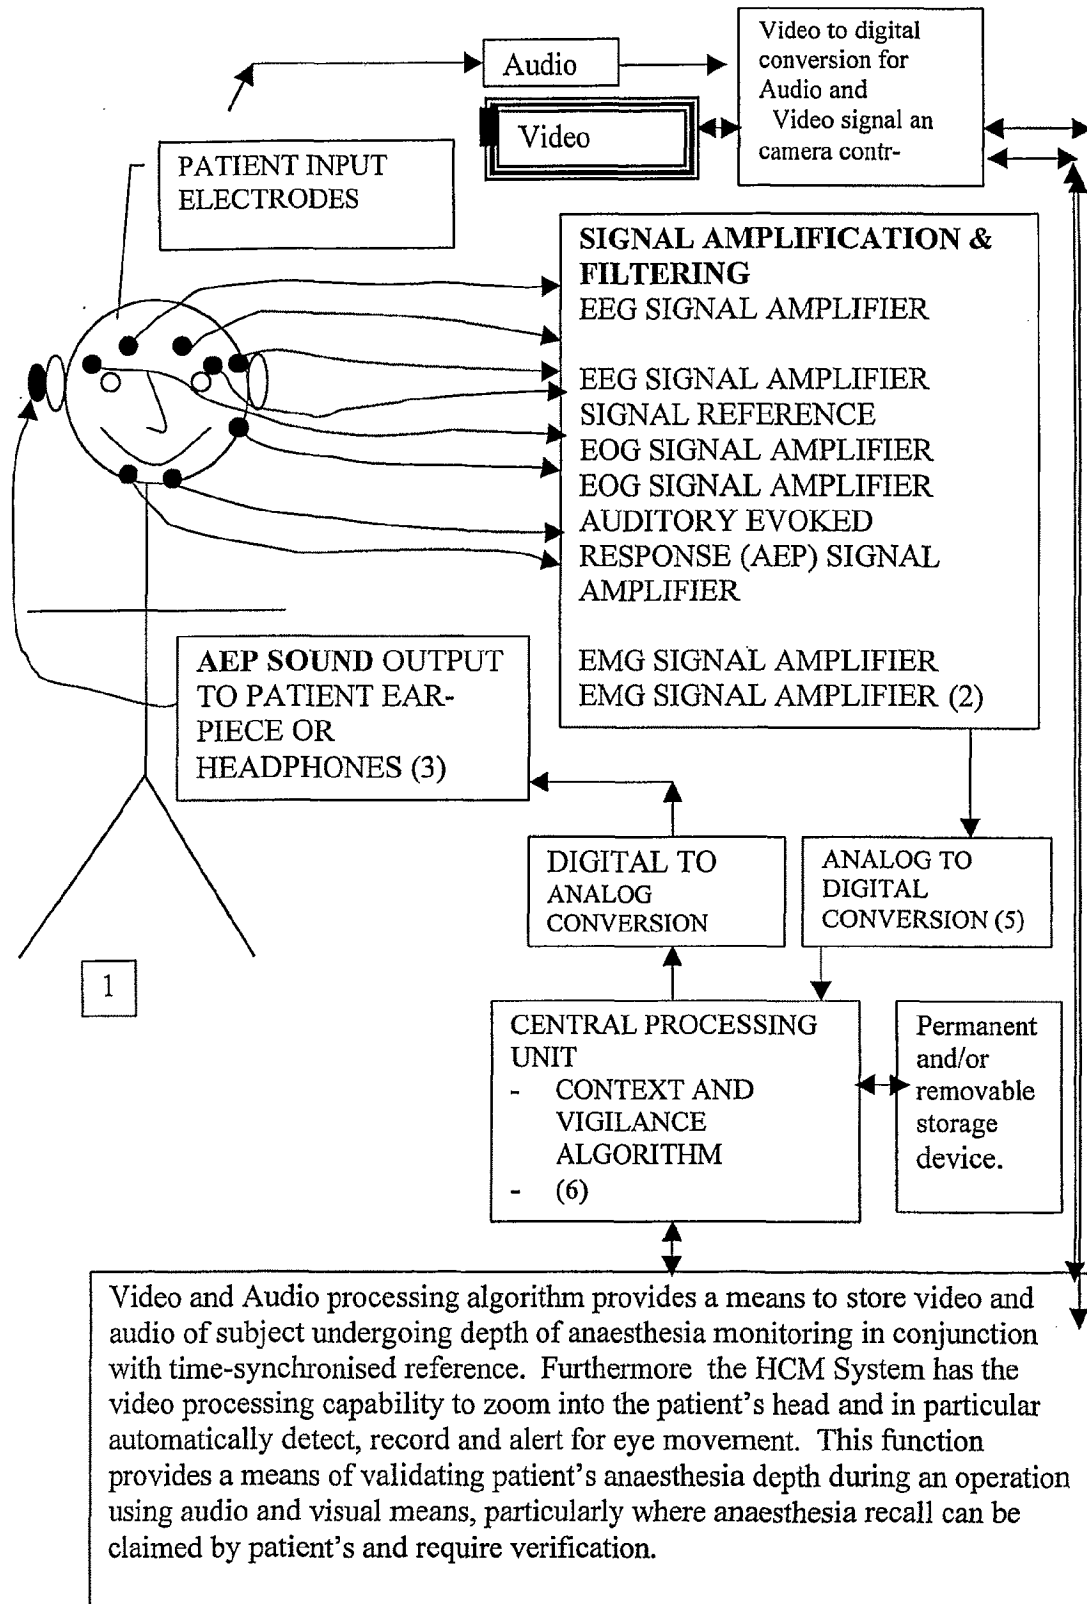 Audio
Video
Video to digital
conversion for
Audio and
Video signal an
camera contr-
PATIENT INPUT
ELECTRODES
SIGNAL AMPLIFICATION &
FILTERING
EEG SIGNAL AMPLIFIER
EEG SIGNAL AMPLIFIER
SIGNAL REFERENCE
EOG SIGNAL AMPLIFIER
EOG SIGNAL AMPLIFIER
AUDITORY EVOKED
RESPONSE (AEP) SIGNAL
AMPLIFIER
EMG SIGNAL AMPLIFIER
EMG SIGNAL AMPLIFIER (2)
AEP SOUND OUTPUT
TO PATIENT EAR-
PIECE OR
HEADPHONES (3)
DIGITAL TO
ANALOG
CONVERSION
ANALOG TO
DIGITAL
CONVERSION (5)
1
CENTRAL PROCESSING
UNIT
- CONTEXT AND
VIGILANCE
ALGORITHM
- (6)
Permanent
and/or
removable
storage
device.
Video and Audio processing algorithm provides a means to store video and
audio of subject undergoing depth of anaesthesia monitoring in conjunction
with time-synchronised reference. Furthermore the HCM System has the
video processing capability to zoom into the patient's head and in particular
automatically detect, record and alert for eye movement. This function
provides a means of validating patient's anaesthesia depth during an operation
using audio and visual means, particularly where anaesthesia recall can be
claimed by patient's and require verification.